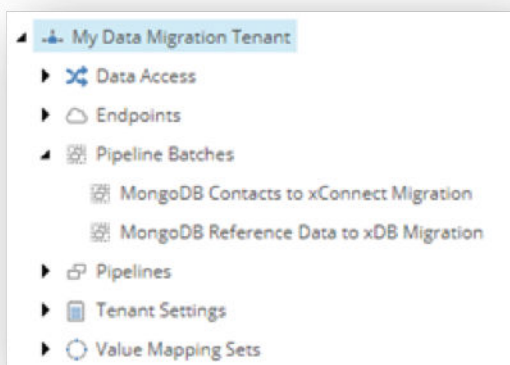 My Data Migration Tenant
Data Access
Endpoints
Pipeline Batches
MongoDB Contacts to xConnect Migration
MongoDB Reference Data to xDB Migration
Pipelines
Tenant Settings
Value Mapping Sets